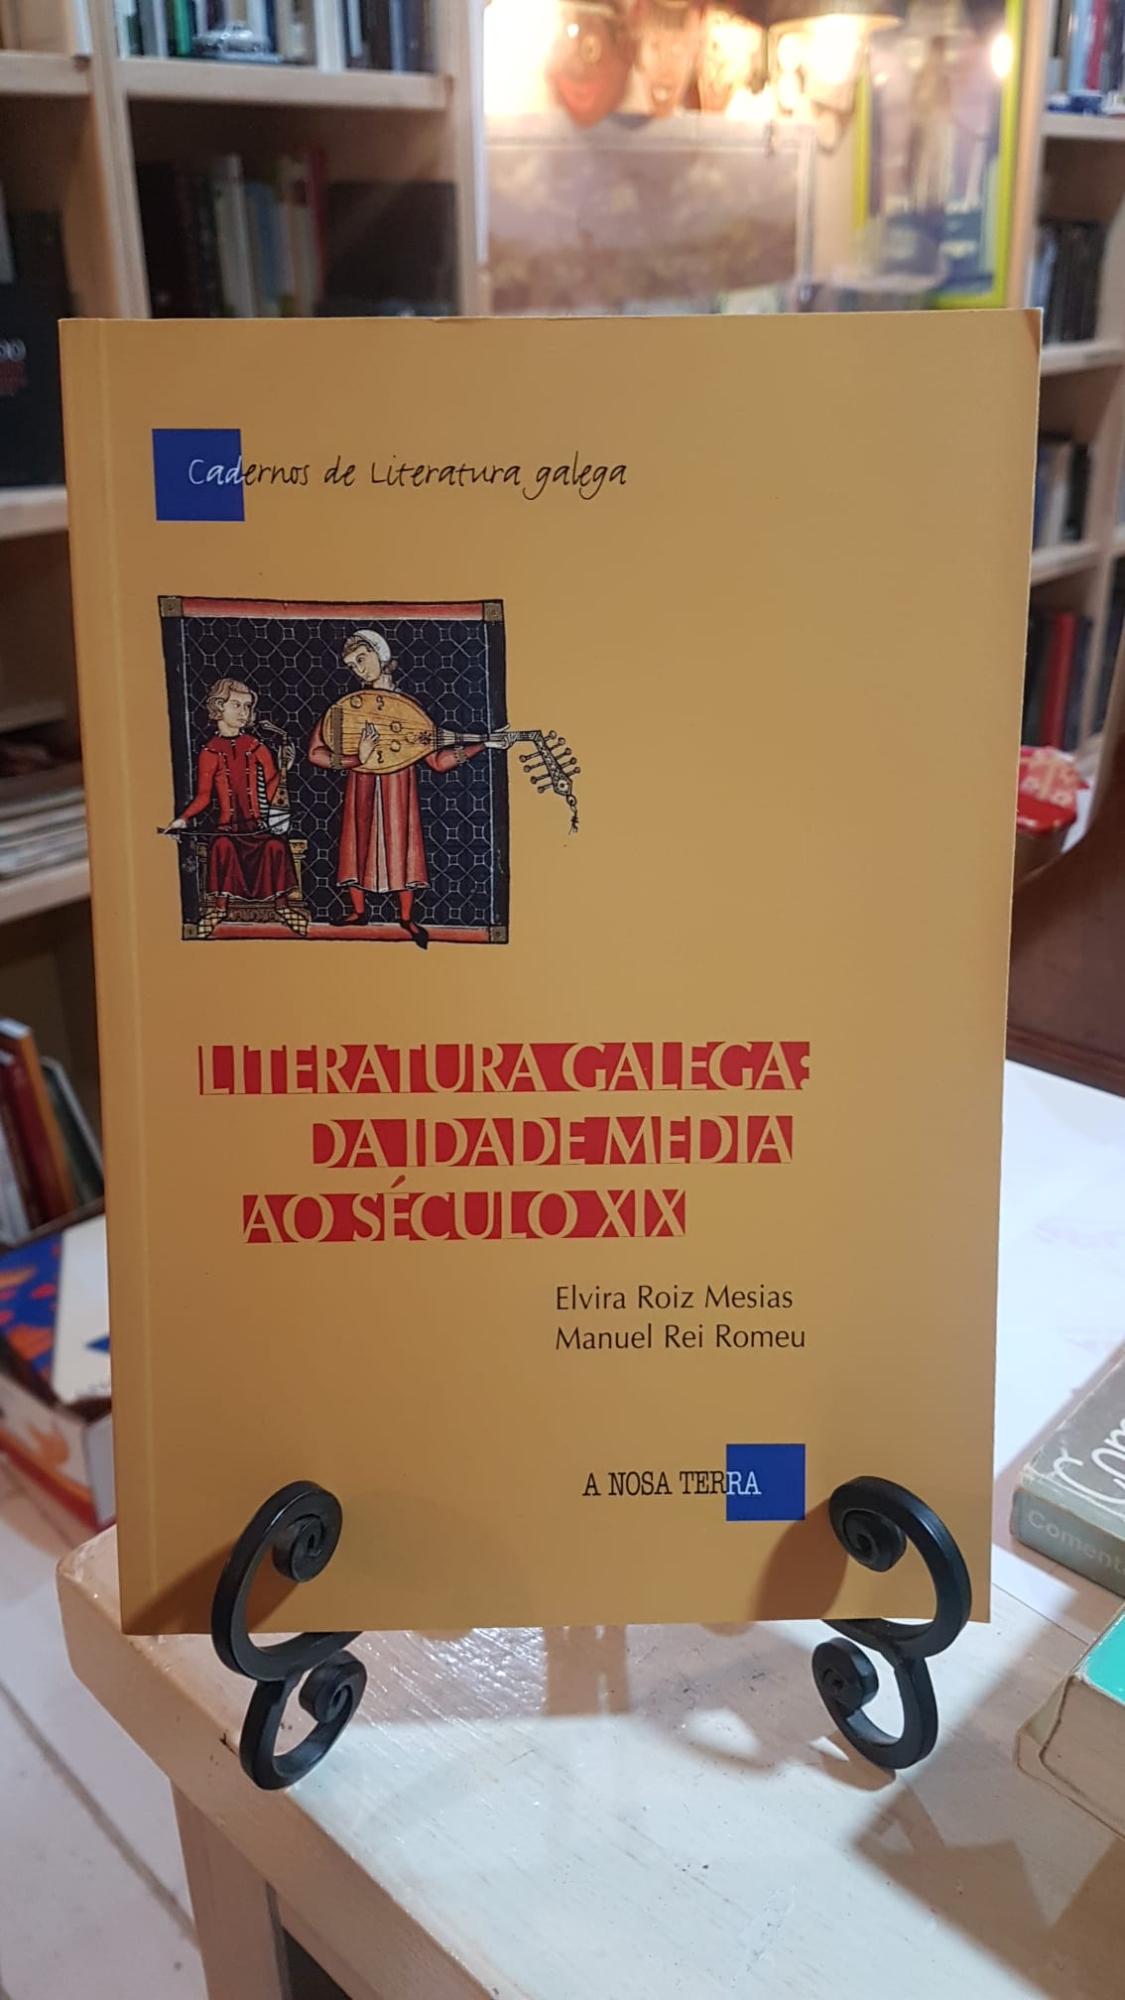 Cadernos de Literatura galega
LITERATURA GALEGA:
DA IDADE MEDIA
AO SÉCULO XIX
Elvira Roiz Mesias
Manuel Rei Romeu
A NOSA TERRA